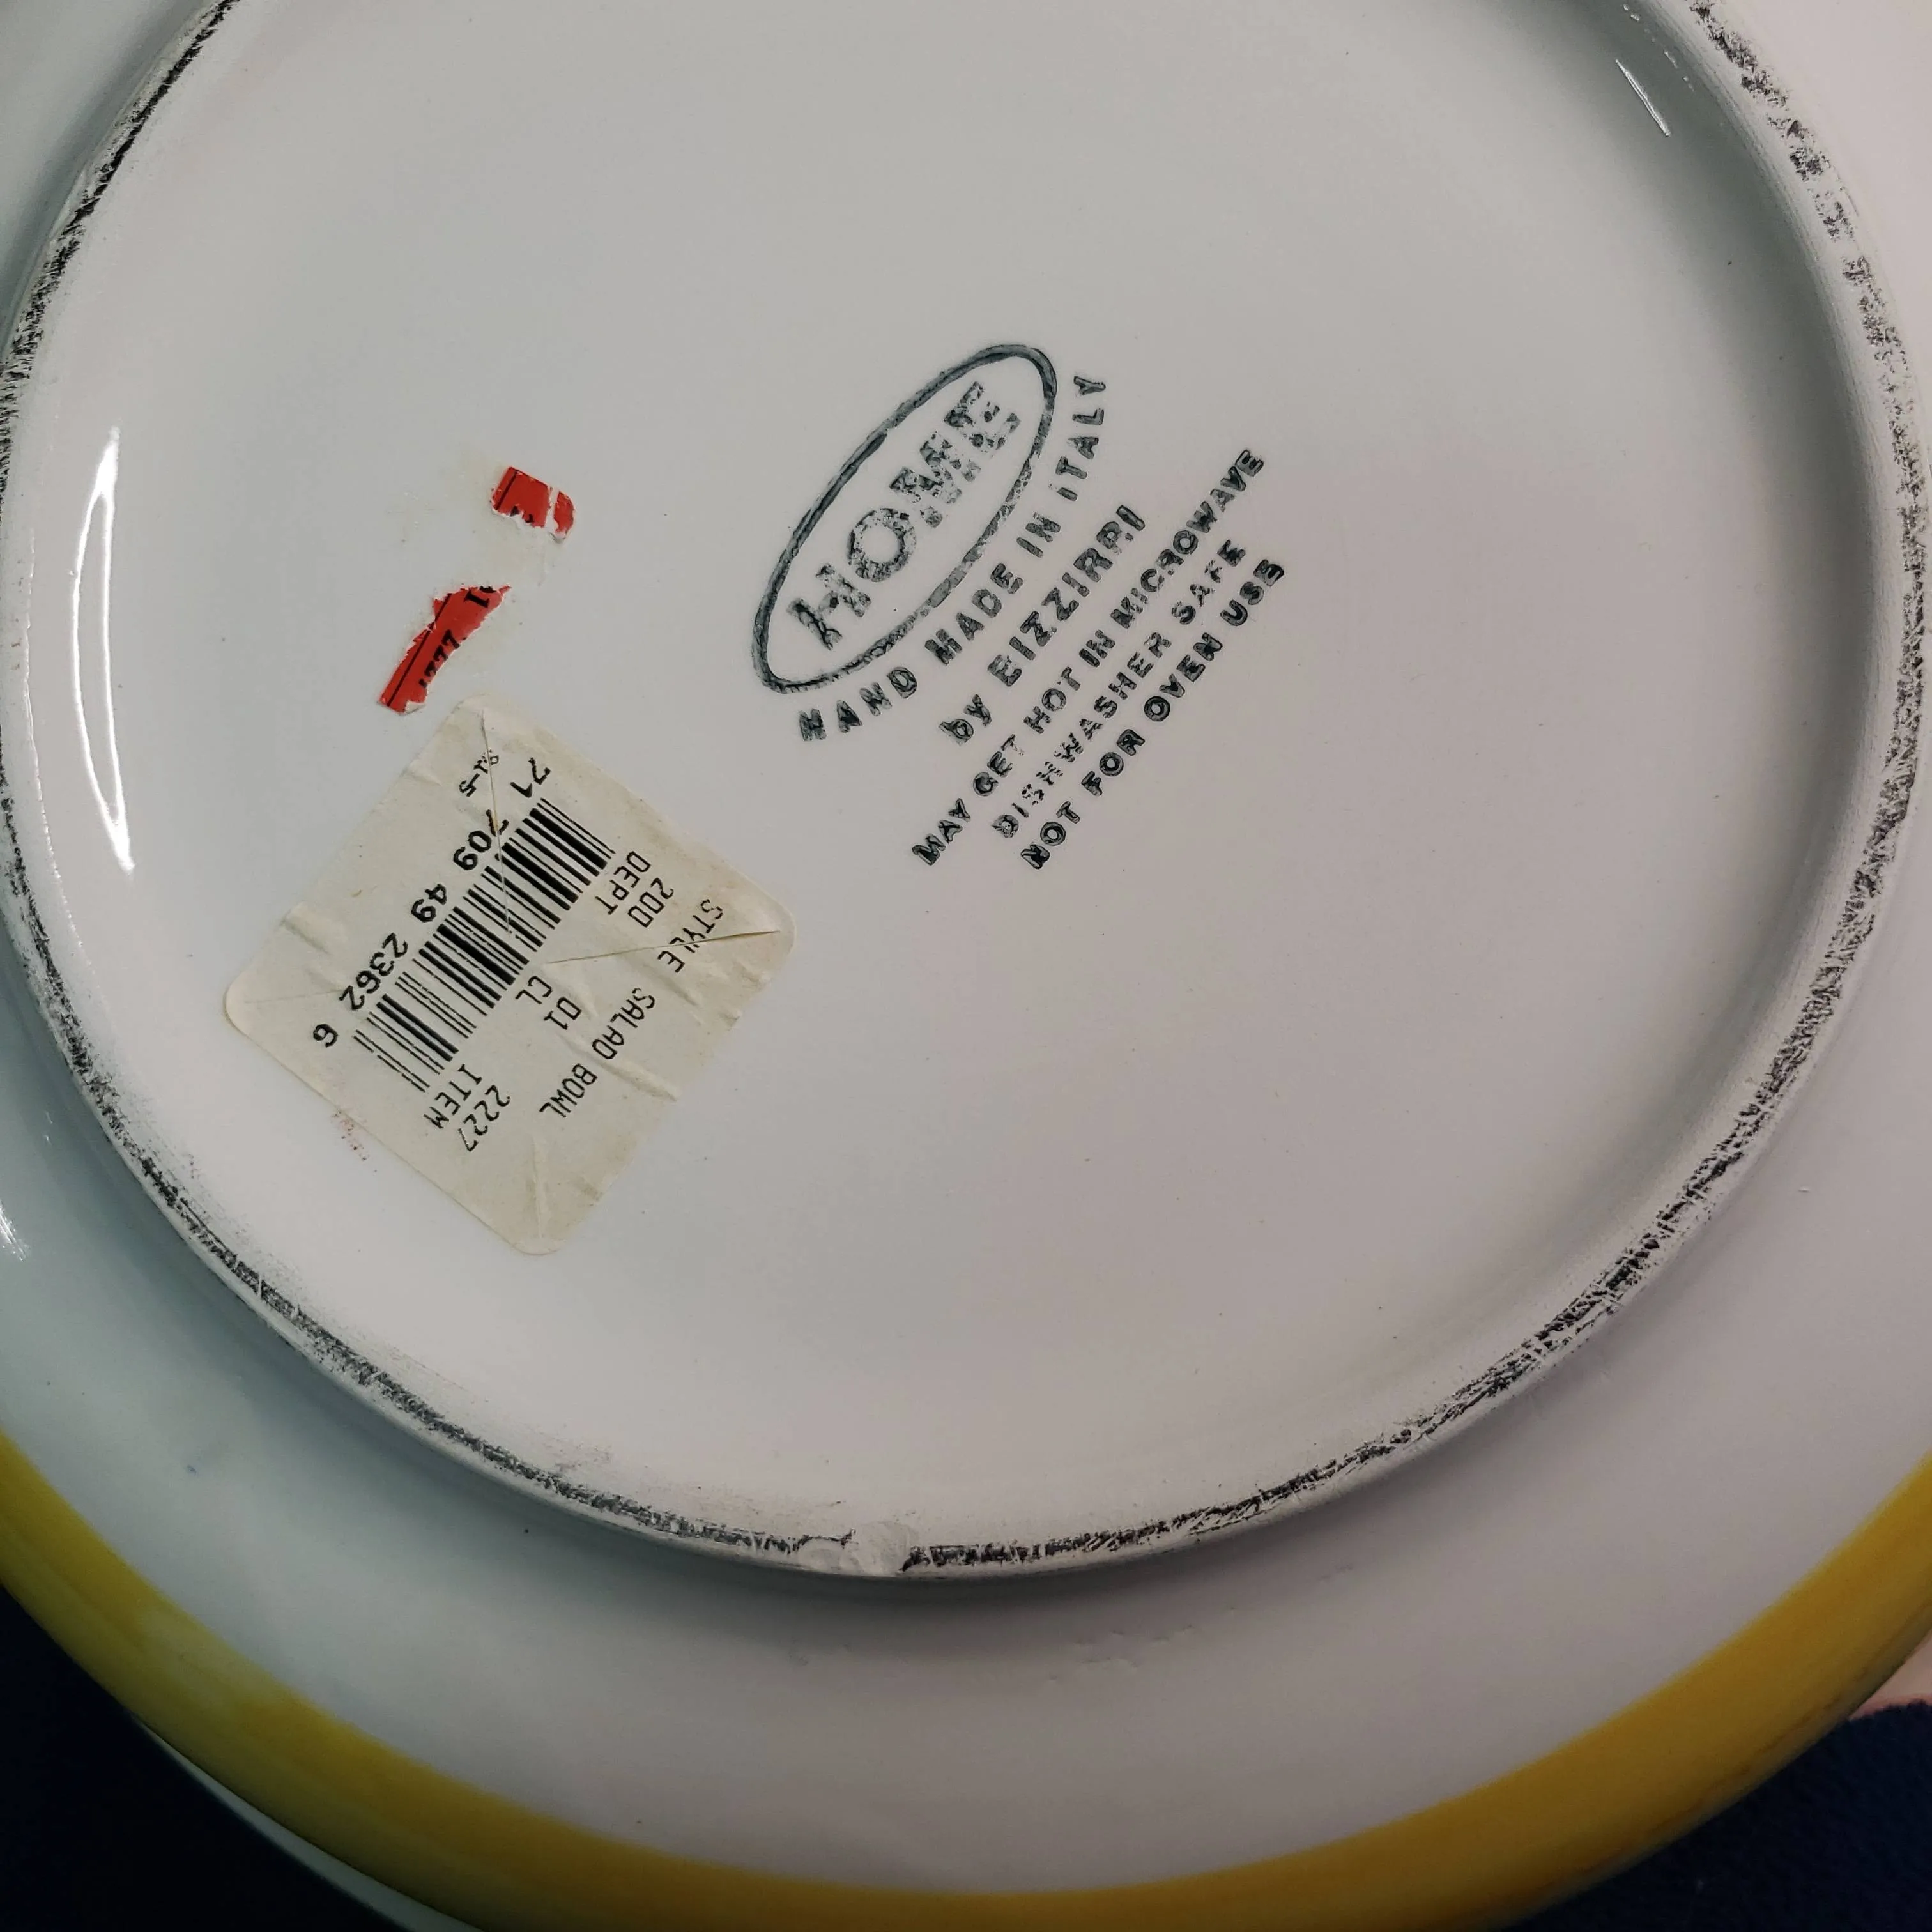 HOME
HAND MADE IN ITALY
by BIZZIRRI
MAY GET HOT IN MICROWAVE
DISHWASHER SAFE
NOT FOR OVEN USE
STYLE SALAD BOWL
200 01 2227
DEPT CL ITEM
71 709 49 2362 6